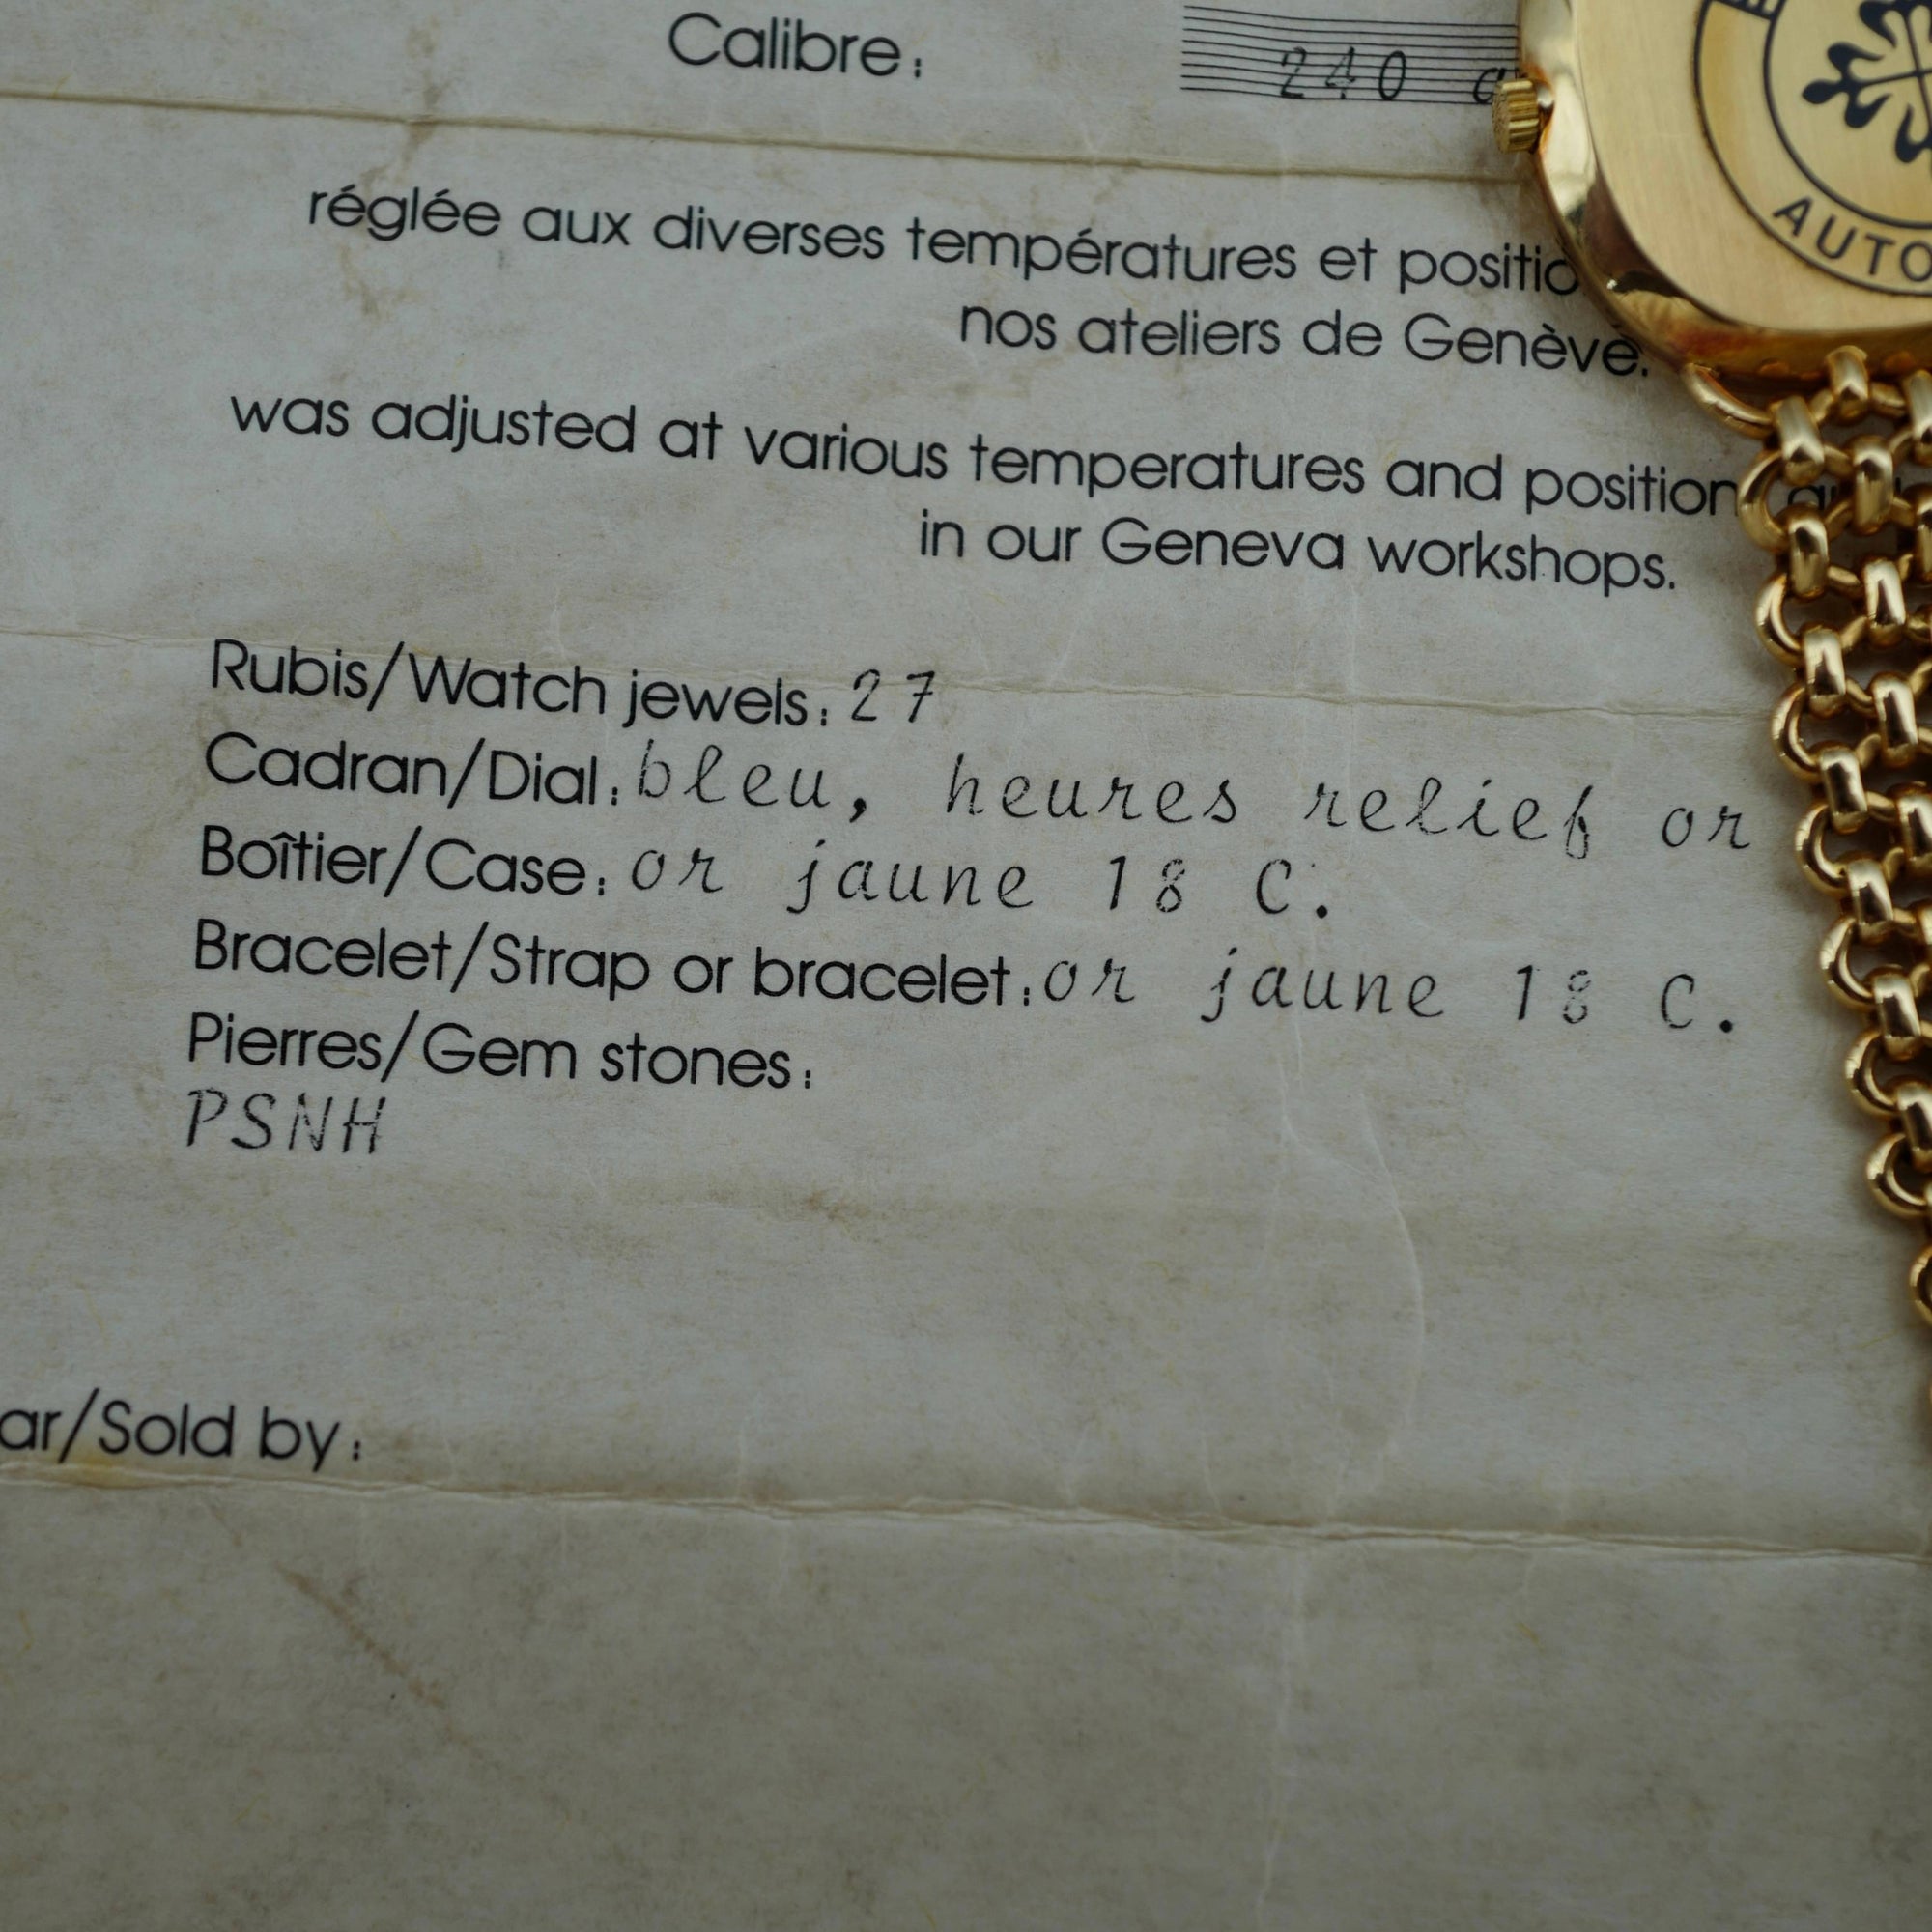 Calibre:
240
réglée aux diverses températures et
nos ateliers de Genève.
was adjusted at various temperatures and position
in our Geneva workshops.
Rubis/Watch jewels: 27
Cadran/Dial: bleu, heures relief or
Boîtier/Case: or jaune 18 C.
Bracelet/Strap or bracelet: or jaune 18 C.
Pierres/Gem stones:
PSNH
ar/Sold by:
AUTO